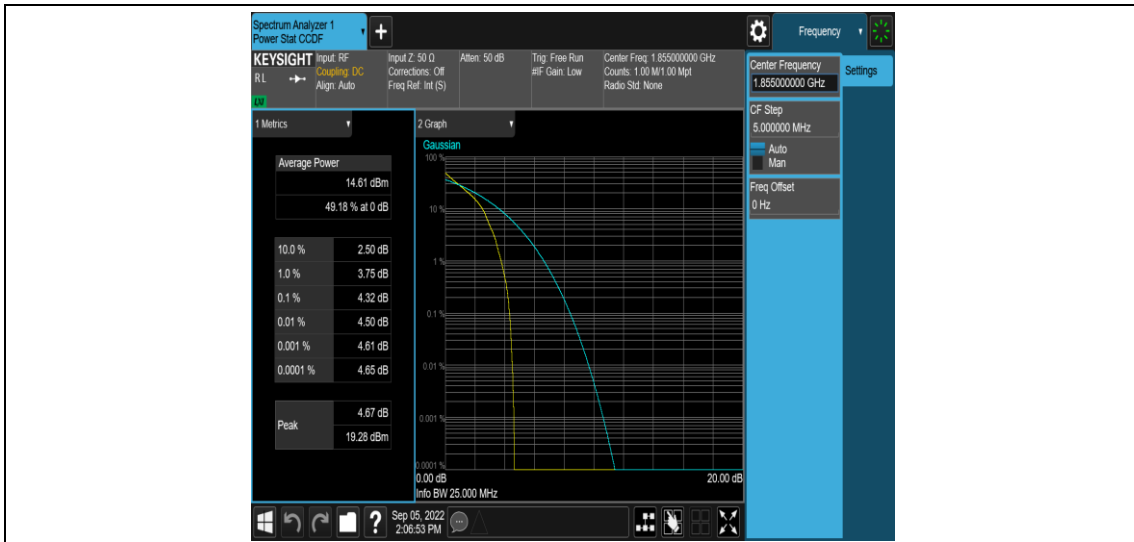 Spectrum Analyzer 1
Power Stat CCDF
+
Frequency
KEYSIGHT
RL
LXI
Input: RF
Coupling: DC
Align: Auto
Input Z: 50 Ω
Corrections: Off
Freq Ref: Int (S)
Atten: 50 dB
Trig: Free Run
#IF Gain: Low
Center Freq: 1.855000000 GHz
Counts: 1.00 M/1.00 Mpt
Radio Std: None
Center Frequency
1.855000000 GHz
Settings
CF Step
5.000000 MHz
Auto
Man
Freq Offset
0 Hz
1 Metrics
Average Power
14.61 dBm
49.18 % at 0 dB
10.0 % 2.50 dB
1.0 % 3.75 dB
0.1 % 4.32 dB
0.01 % 4.50 dB
0.001 % 4.61 dB
0.0001 % 4.65 dB
Peak
4.67 dB
19.28 dBm
2 Graph
Gaussian
100 %
10 %
1 %
0.1 %
0.01 %
0.001 %
0.0001 %
0.00 dB 20.00 dB
Info BW 25.000 MHz
?
Sep 05, 2022
2:06:53 PM